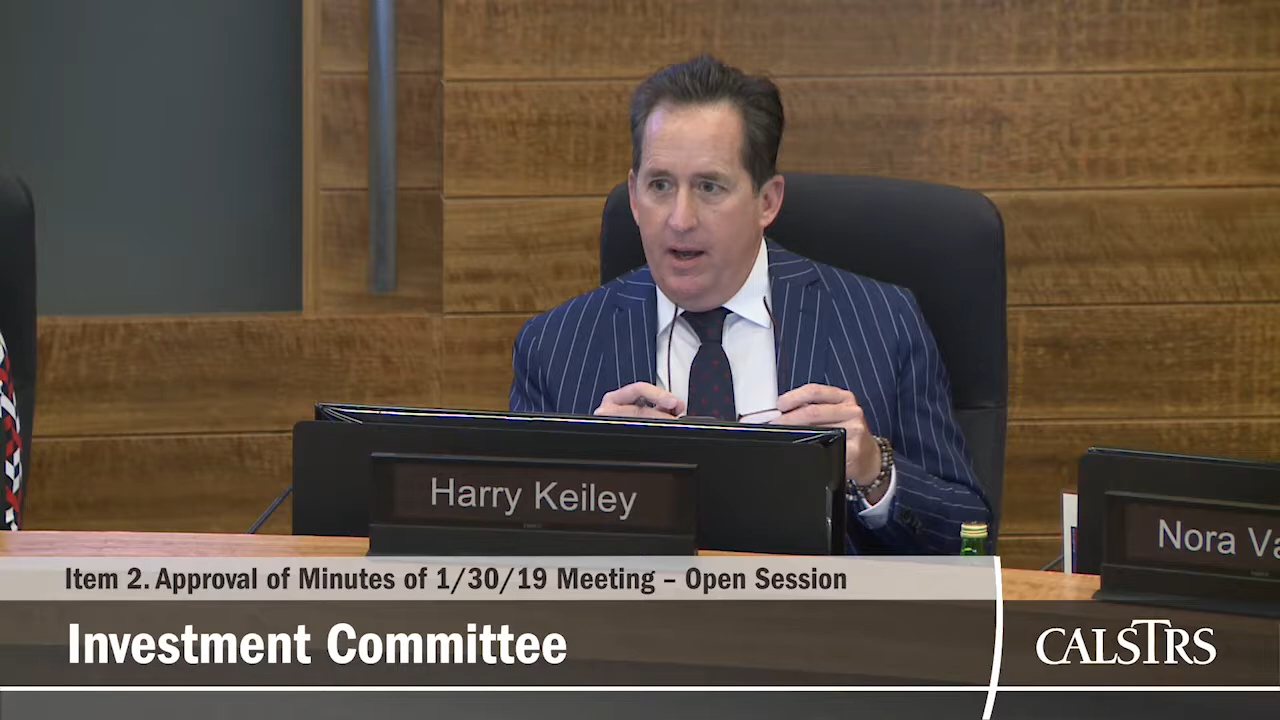 Harry Keiley
Nora Va
Item 2. Approval of Minutes of 1/30/19 Meeting – Open Session
Investment Committee
CALSTRS